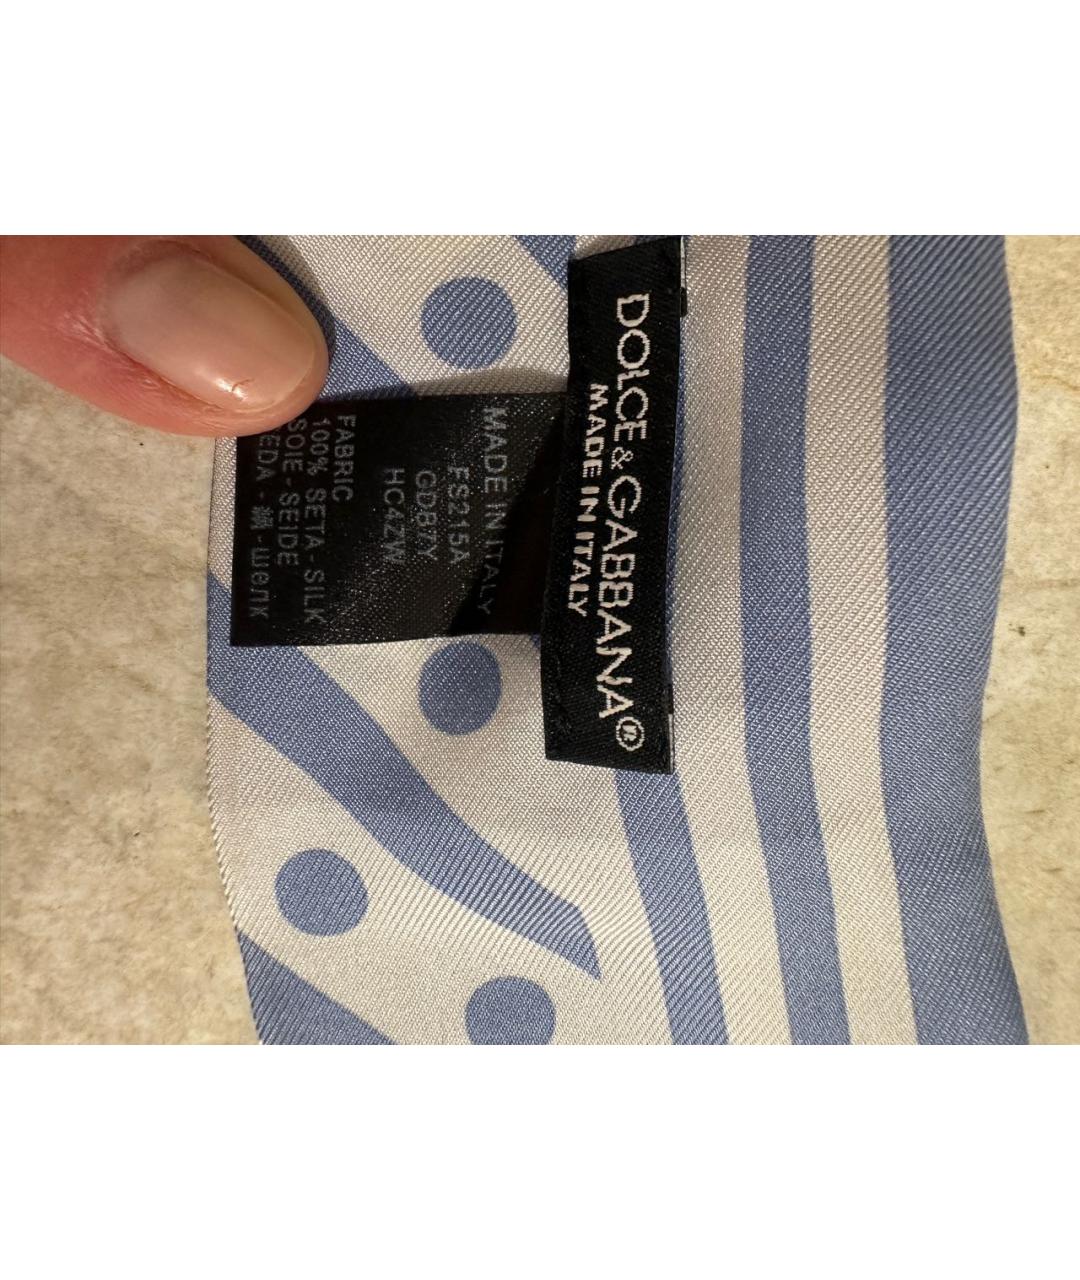 DOLCE&GABBANA®
MADE IN ITALY
MADE IN ITALY
FS215A
GDB7Y
HC4ZW
FABRIC
100% SETA-SILK
SOIE-SEIDE
SEDA - 絹 - шелк